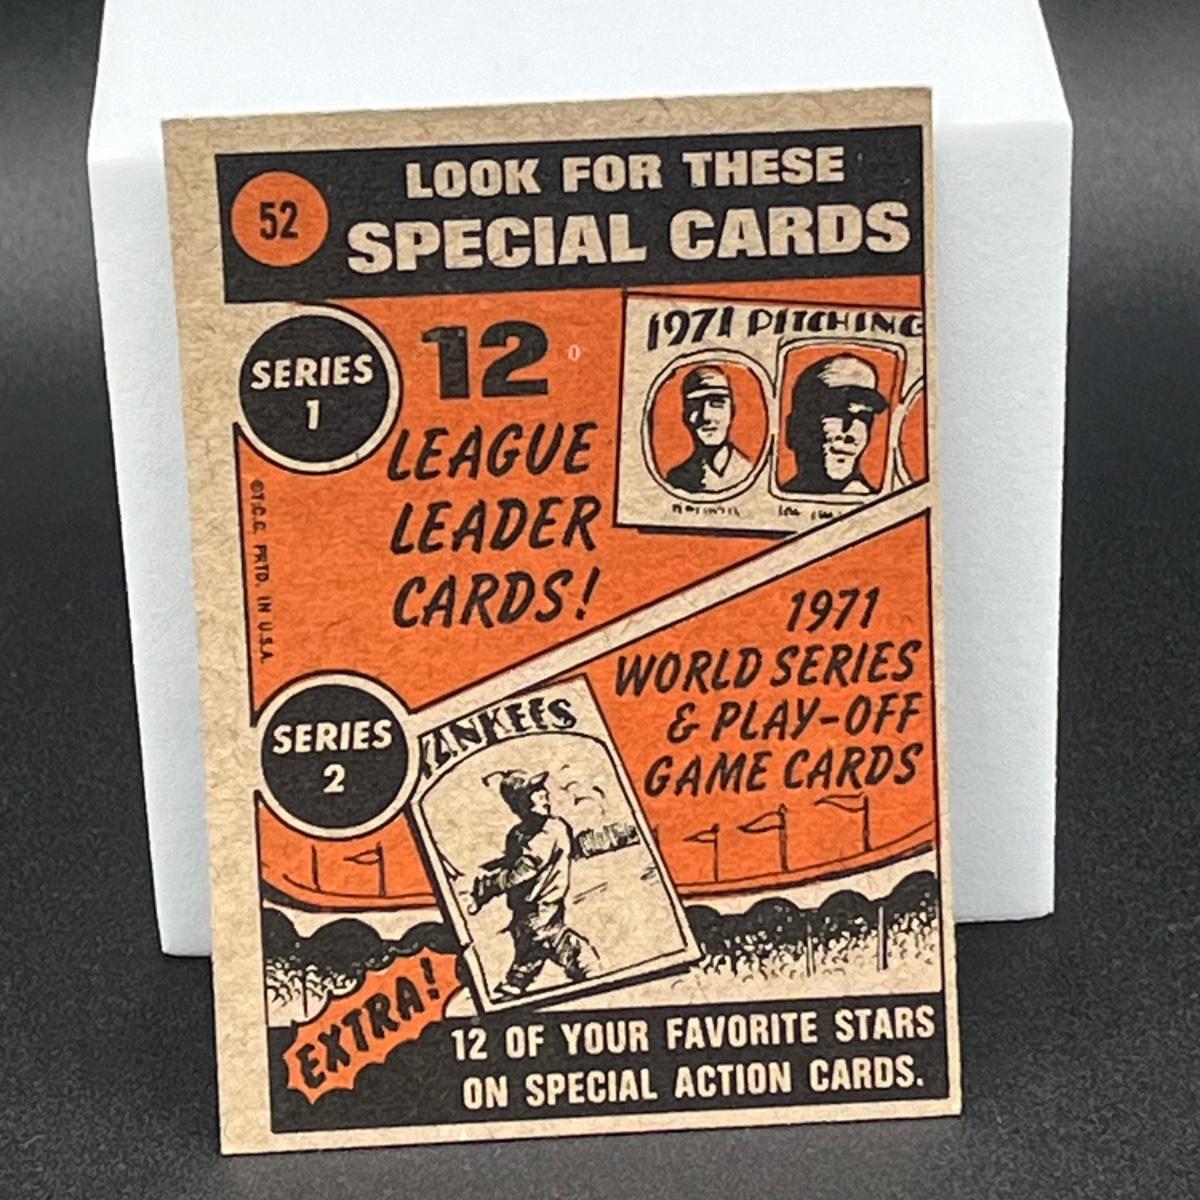 52
LOOK FOR THESE
SPECIAL CARDS
SERIES
1
12
LEAGUE
LEADER
CARDS!
1971 PITCHING
©T.C.G. PRTD. IN U.S.A.
1971
WORLD SERIES
& PLAY-OFF
GAME CARDS
SERIES
2
YANKEES
EXTRA!
12 OF YOUR FAVORITE STARS
ON SPECIAL ACTION CARDS.